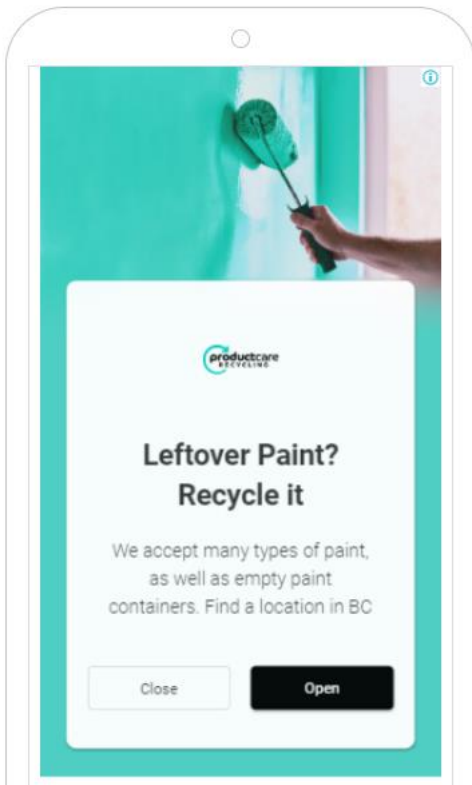 productcare
RECYCLING
Leftover Paint?
Recycle it
We accept many types of paint,
as well as empty paint
containers. Find a location in BC
Close
Open